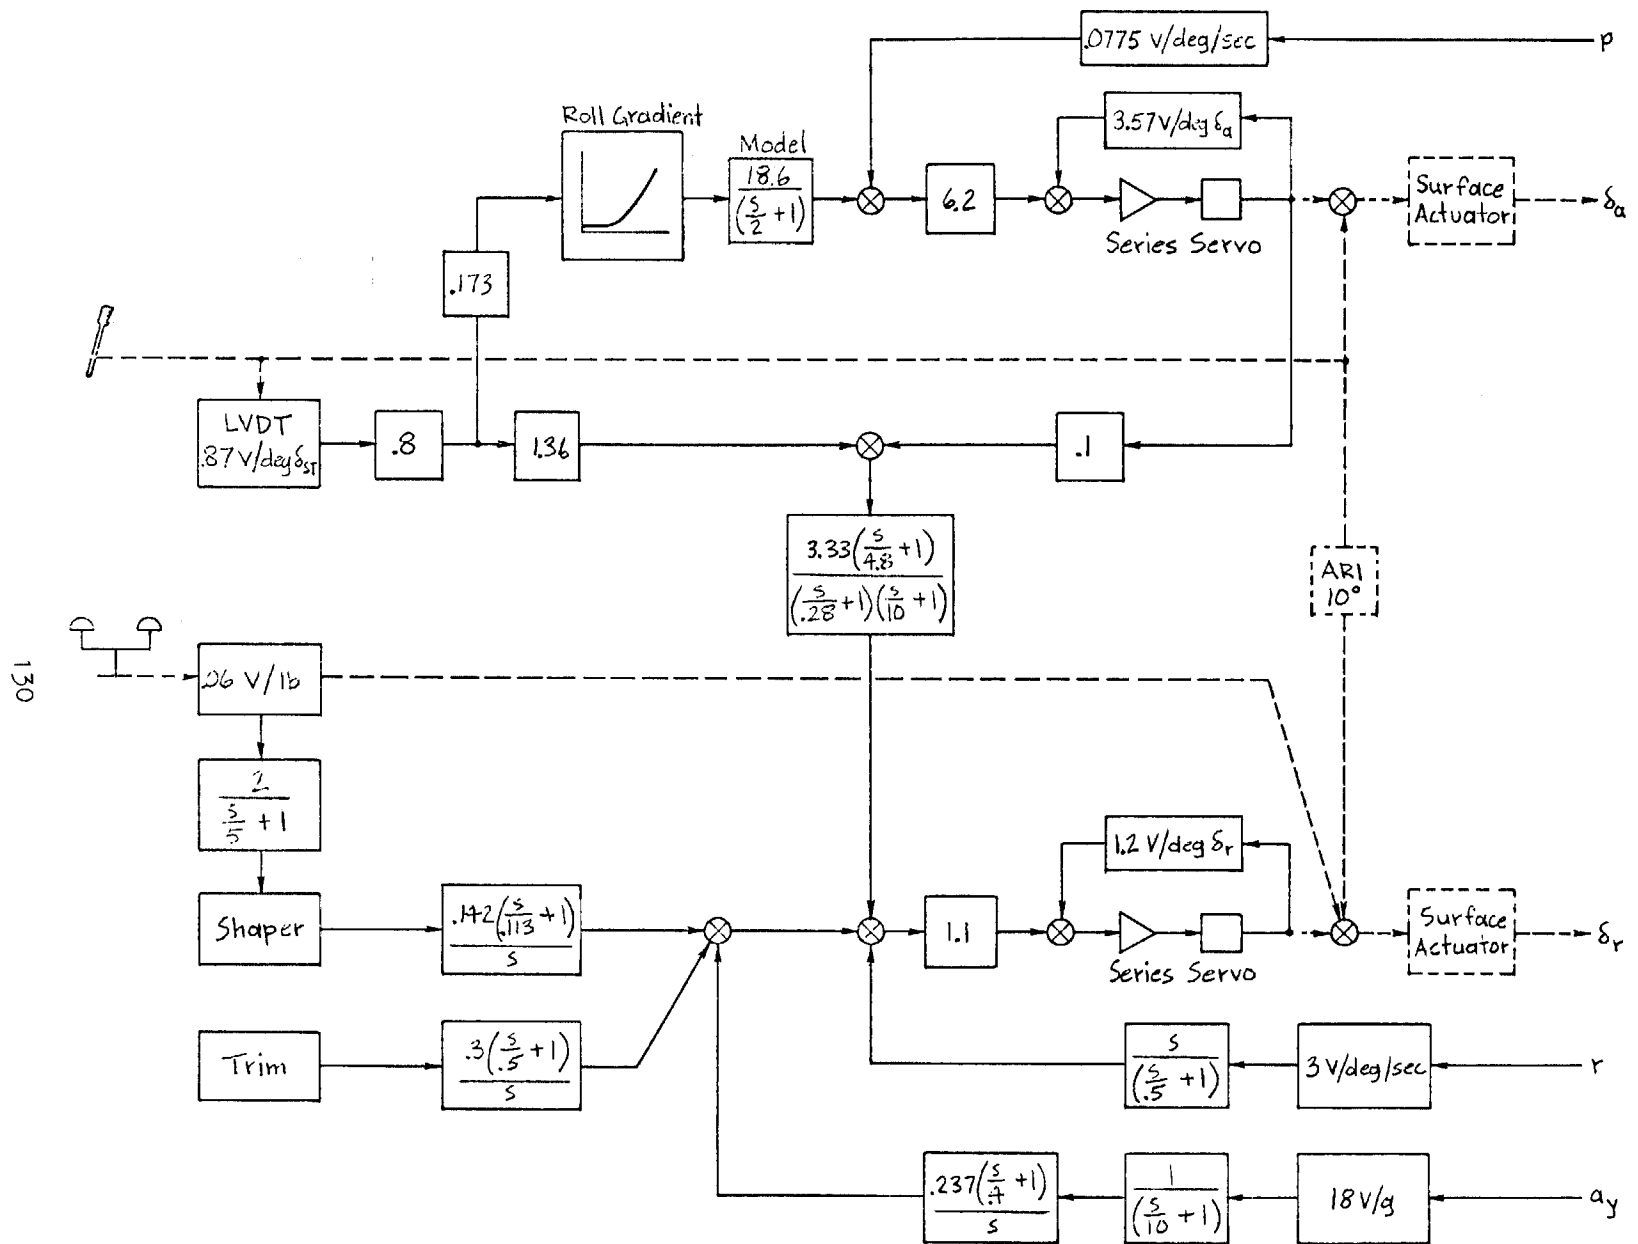 .0775 V/deg/sec
p
Roll Gradient
3.57 V/deg δa
Model
18.6
(s/2 + 1)
6.2
Surface
Actuator
δa
Series Servo
.173
LVDT
.87 V/deg δST
.8
1.36
.1
3.33(s/4.8 + 1)
(s/.28 + 1)(s/10 + 1)
ARI
10°
.06 V/lb
130
2
s/5 + 1
1.2 V/deg δr
Shaper
.142(s/.113 + 1)
s
1.1
Surface
Actuator
δr
Series Servo
Trim
.3(s/.5 + 1)
s
s
(s/.5 + 1)
3 V/deg/sec
r
.237(s/.4 + 1)
s
1
(s/10 + 1)
18 V/g
ay